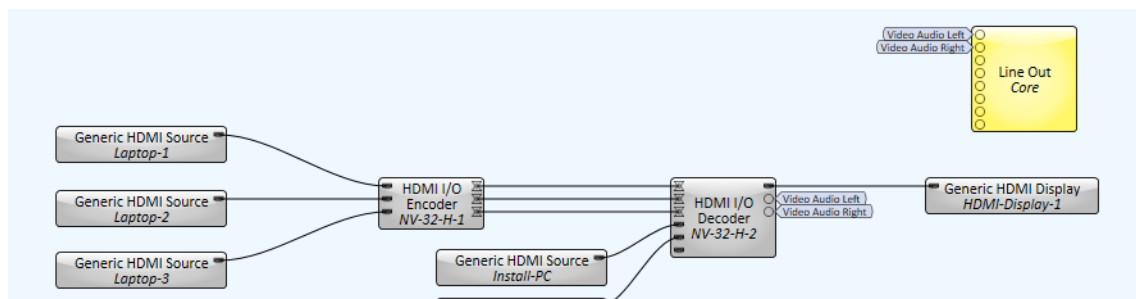 Video Audio Left
Video Audio Right
Line Out
Core
Generic HDMI Source
Laptop-1
Generic HDMI Source
Laptop-2
Generic HDMI Source
Laptop-3
HDMI I/O
Encoder
NV-32-H-1
HDMI I/O
Decoder
NV-32-H-2
Video Audio Left
Video Audio Right
Generic HDMI Display
HDMI-Display-1
Generic HDMI Source
Install-PC